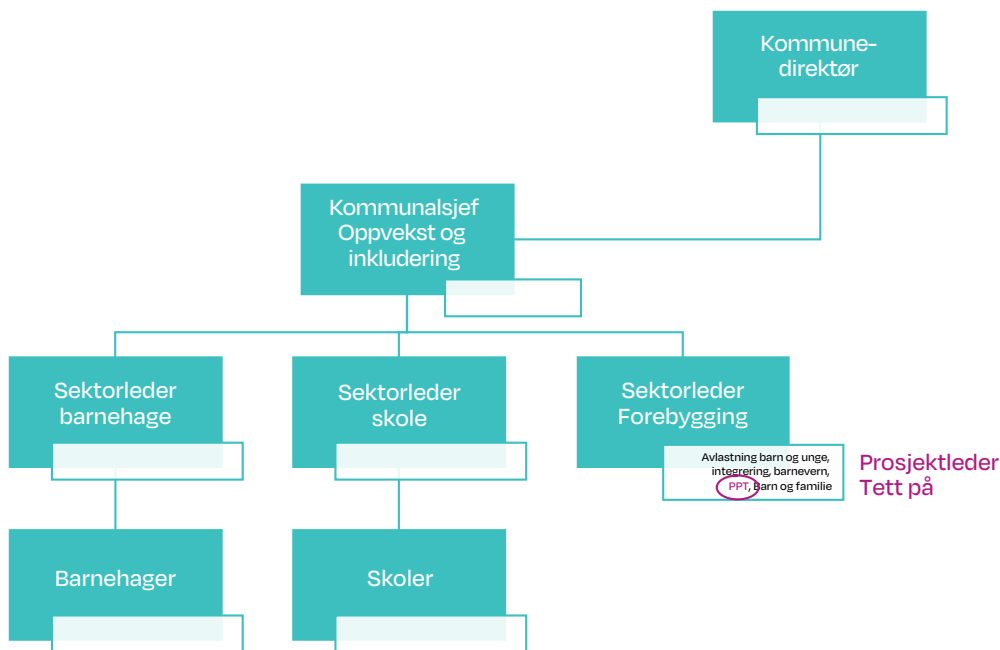 Kommune-
direktør
Kommunalsjef
Oppvekst og
inkludering
Sektorleder
barnehage
Sektorleder
skole
Sektorleder
Forebygging
Avlastning barn og unge,
integrering, barnevern,
PPT, Barn og familie
Prosjektleder
Tett på
Barnehager
Skoler